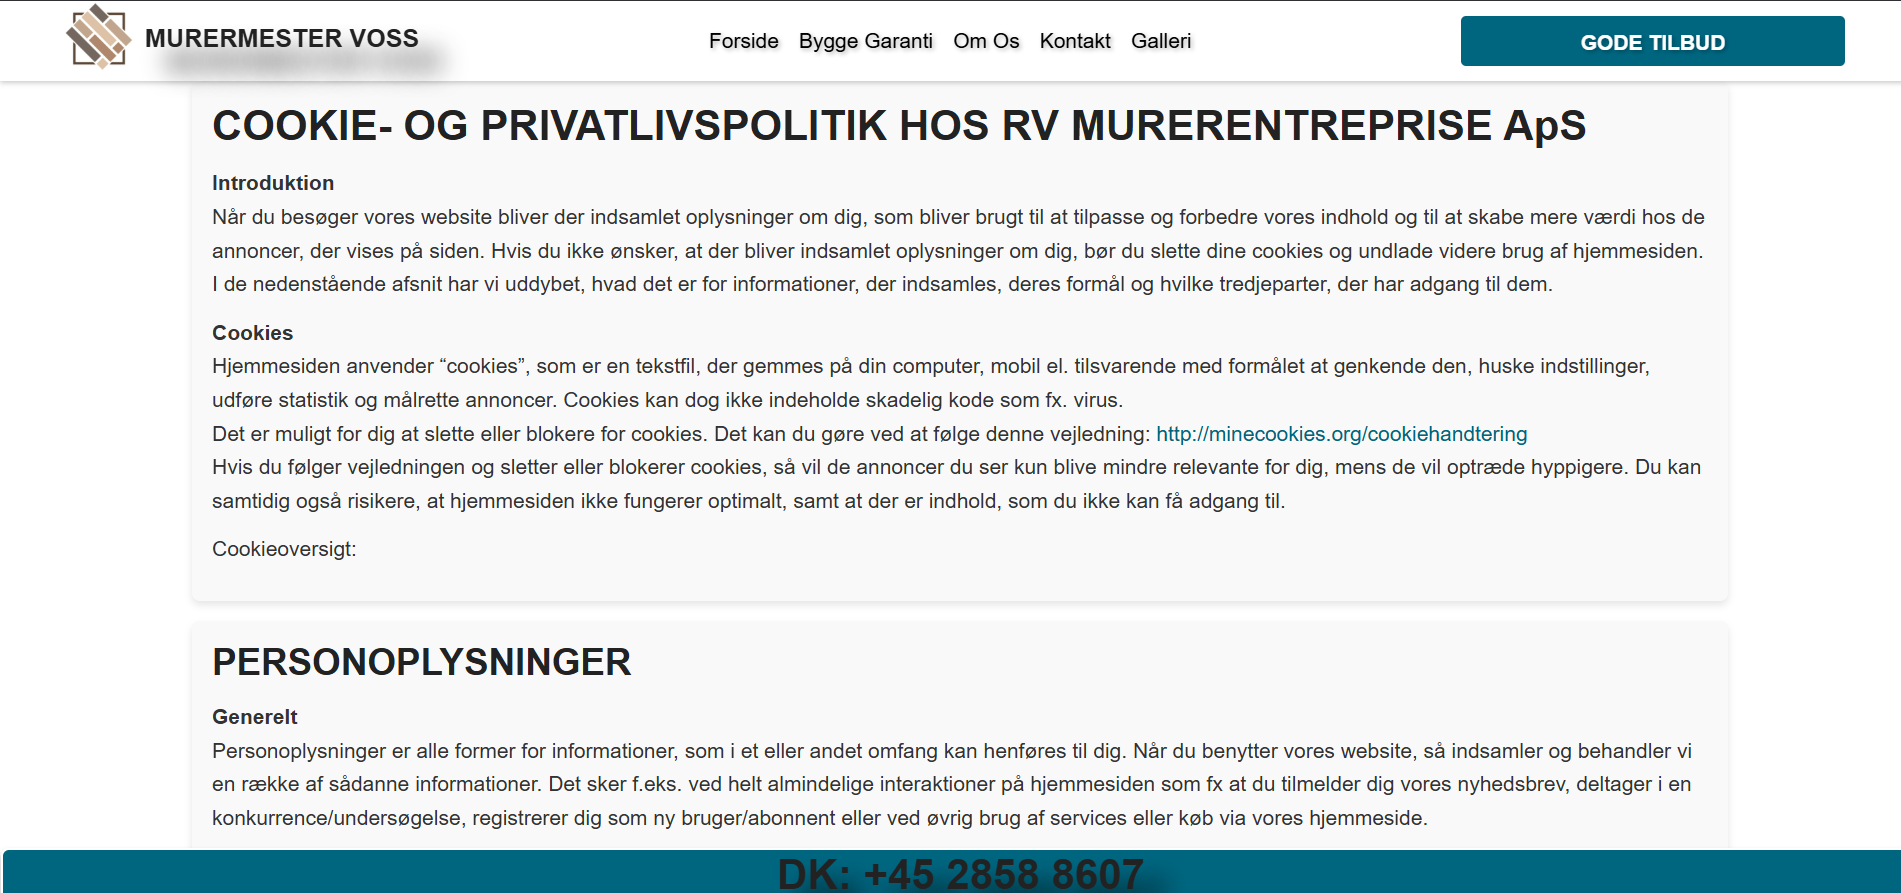 MURERMESTER VOSS
Forside Bygge Garanti Om Os Kontakt Galleri
GODE TILBUD
COOKIE- OG PRIVATLIVSPOLITIK HOS RV MURERENTREPRISE ApS
Introduktion
Når du besøger vores website bliver der indsamlet oplysninger om dig, som bliver brugt til at tilpasse og forbedre vores indhold og til at skabe mere værdi hos de
annoncer, der vises på siden. Hvis du ikke ønsker, at der bliver indsamlet oplysninger om dig, bør du slette dine cookies og undlade videre brug af hjemmesiden.
I de nedenstående afsnit har vi uddybet, hvad det er for informationer, der indsamles, deres formål og hvilke tredjeparter, der har adgang til dem.
Cookies
Hjemmesiden anvender “cookies”, som er en tekstfil, der gemmes på din computer, mobil el. tilsvarende med formålet at genkende den, huske indstillinger,
udføre statistik og målrette annoncer. Cookies kan dog ikke indeholde skadelig kode som fx. virus.
Det er muligt for dig at slette eller blokere for cookies. Det kan du gøre ved at følge denne vejledning: http://minecookies.org/cookiehandtering
Hvis du følger vejledningen og sletter eller blokerer cookies, så vil de annoncer du ser kun blive mindre relevante for dig, mens de vil optræde hyppigere. Du kan
samtidig også risikere, at hjemmesiden ikke fungerer optimalt, samt at der er indhold, som du ikke kan få adgang til.
Cookieoversigt:
PERSONOPLYSNINGER
Generelt
Personoplysninger er alle former for informationer, som i et eller andet omfang kan henføres til dig. Når du benytter vores website, så indsamler og behandler vi
en række af sådanne informationer. Det sker f.eks. ved helt almindelige interaktioner på hjemmesiden som fx at du tilmelder dig vores nyhedsbrev, deltager i en
konkurrence/undersøgelse, registrerer dig som ny bruger/abonnent eller ved øvrig brug af services eller køb via vores hjemmeside.
DK: +45 2858 8607